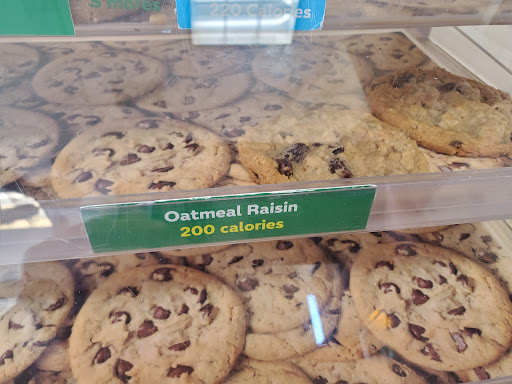 220 Calories
Oatmeal Raisin
200 calories